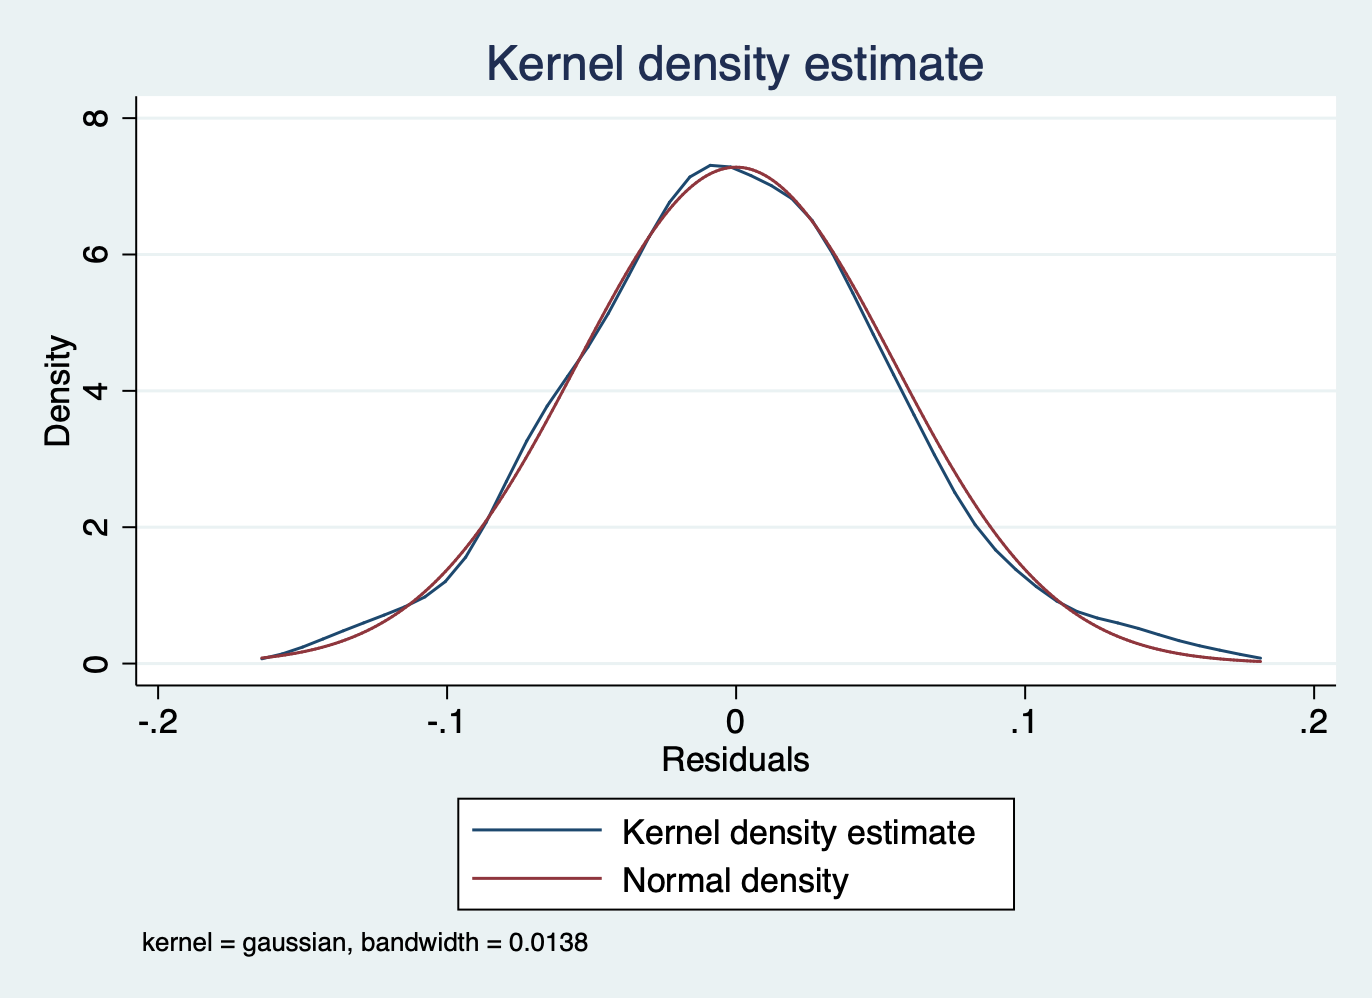 Kernel density estimate
8
6
4
2
0
Density
-.2 -.1 0 .1 .2
Residuals
Kernel density estimate
Normal density
kernel = gaussian, bandwidth = 0.0138